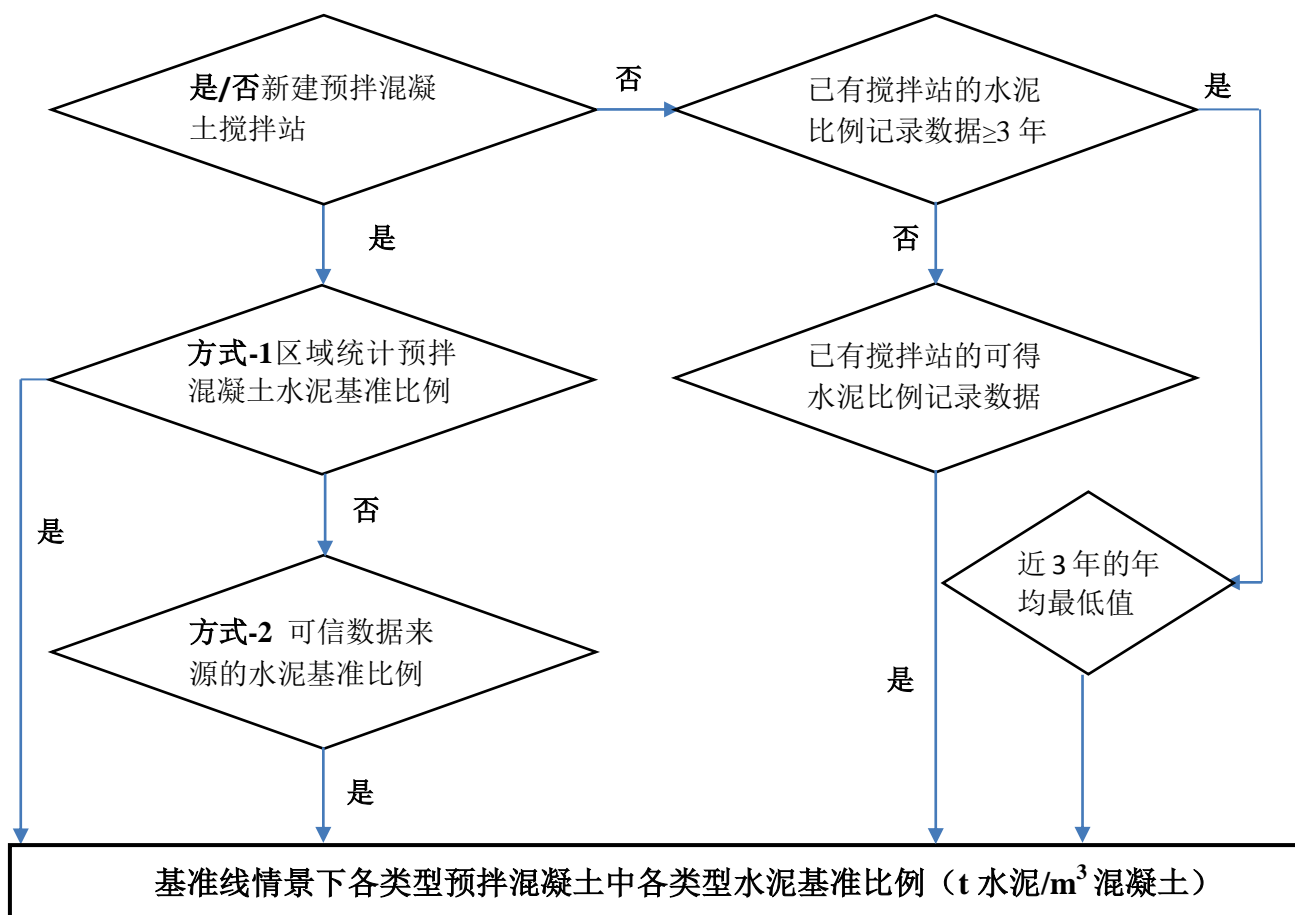 是/否新建预拌混凝
土搅拌站
否
已有搅拌站的水泥
比例记录数据≥3 年
是
是
否
方式-1区域统计预拌
混凝土水泥基准比例
已有搅拌站的可得
水泥比例记录数据
是
否
近 3 年的年
均最低值
方式-2 可信数据来
源的水泥基准比例
是
是
基准线情景下各类型预拌混凝土中各类型水泥基准比例（t 水泥/m³ 混凝土）